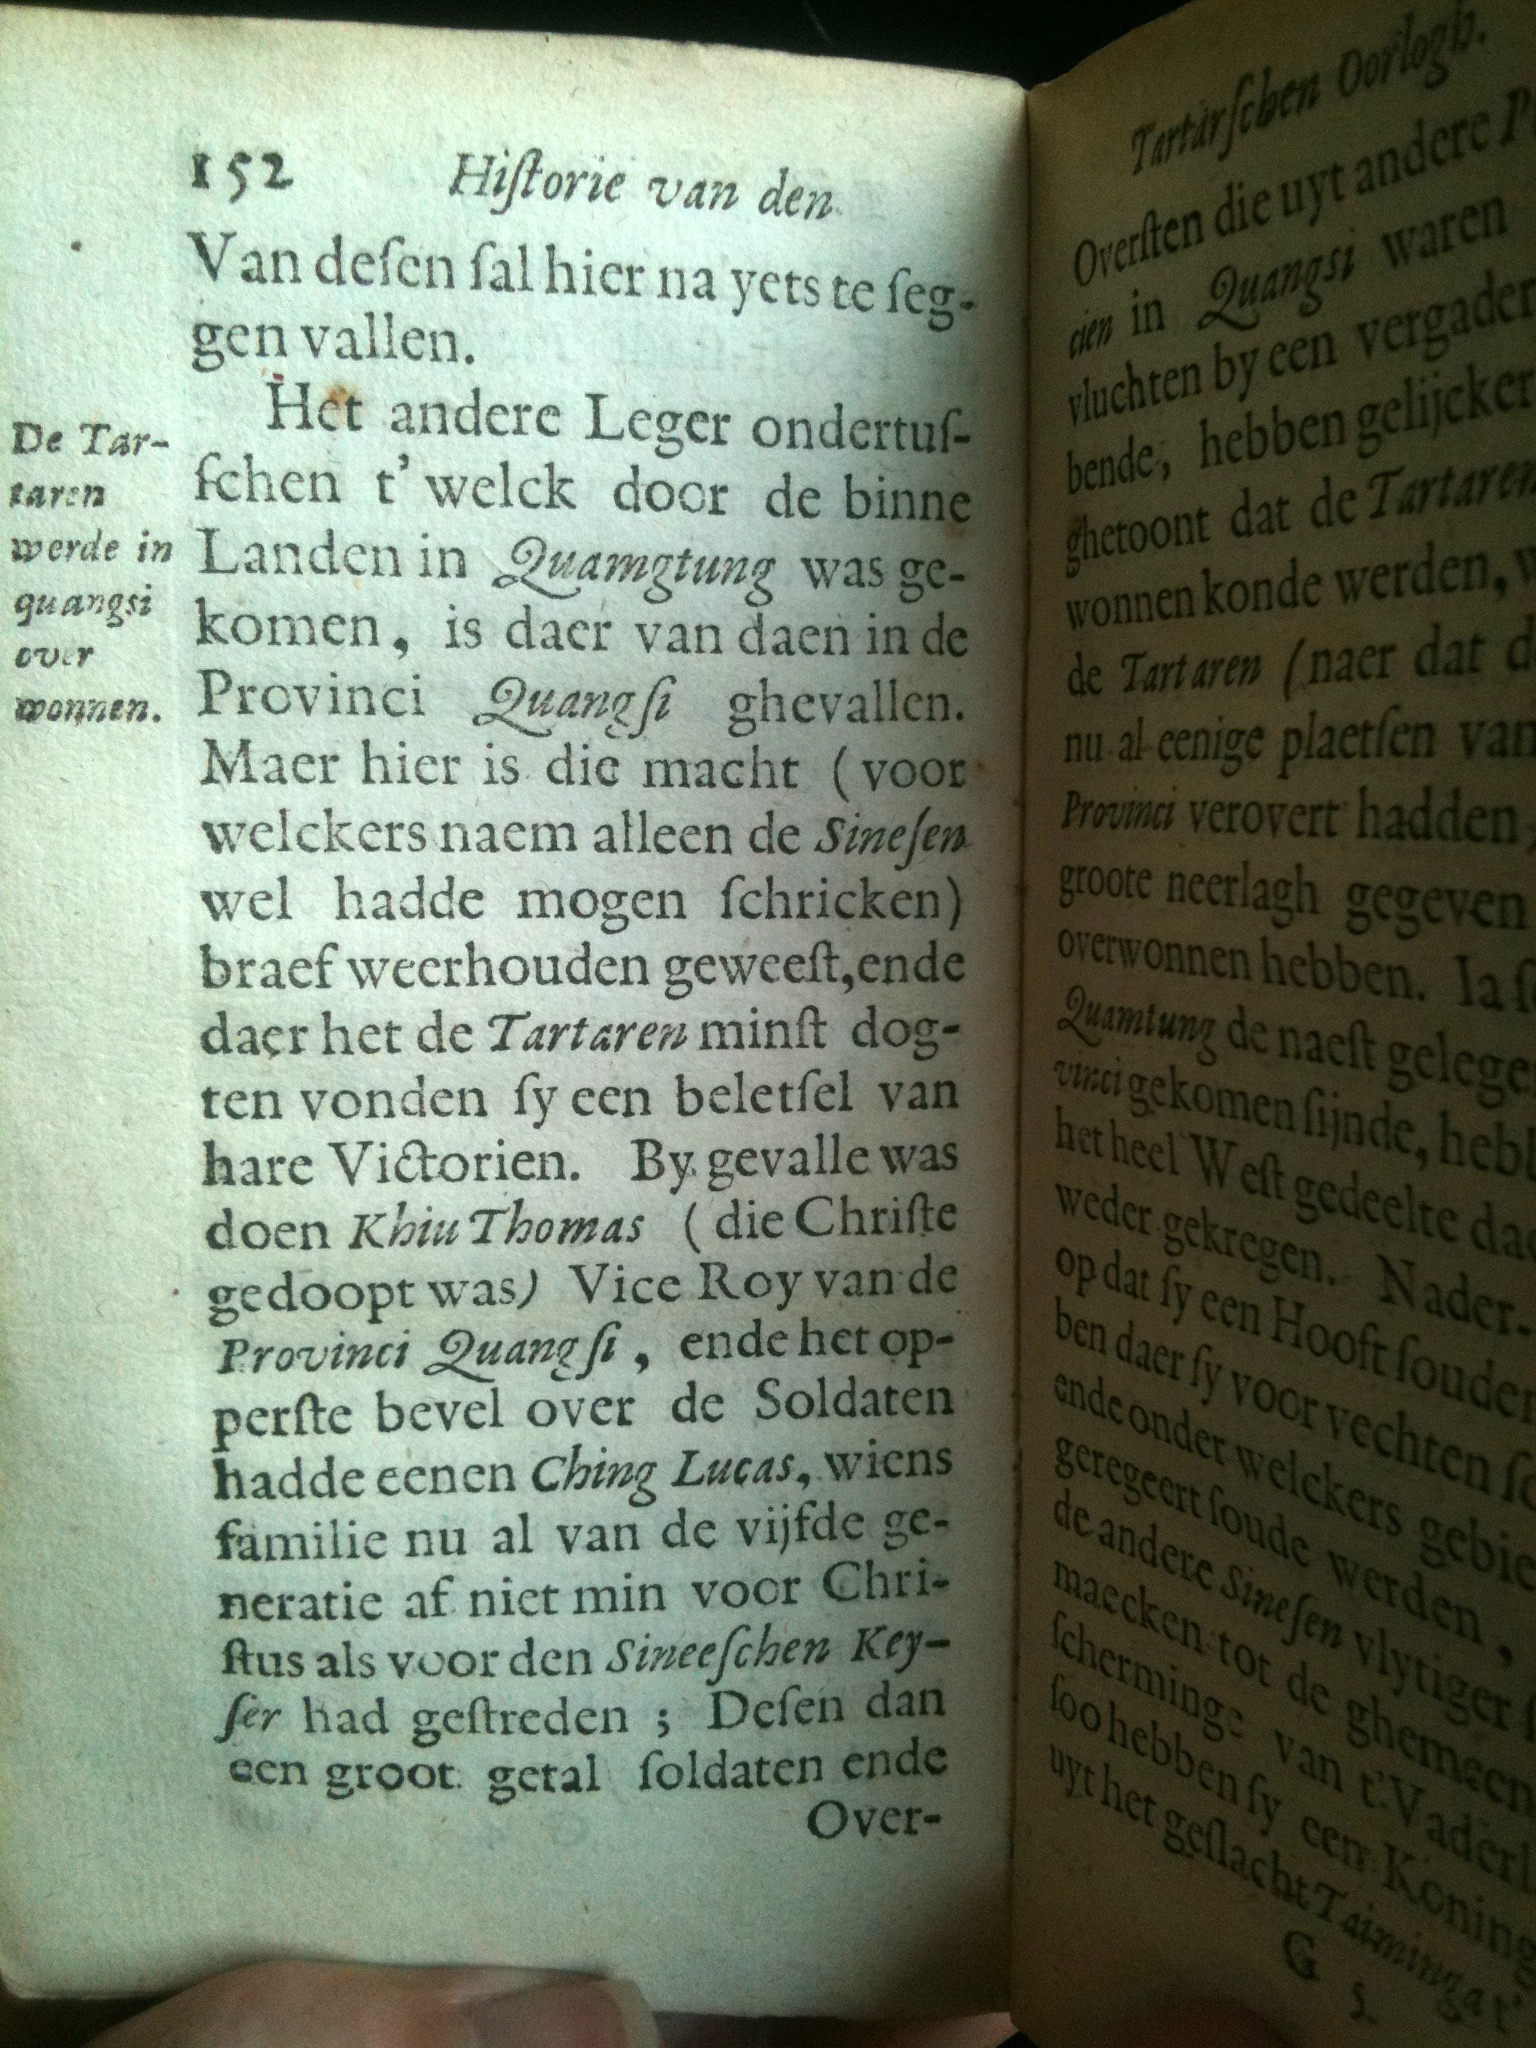 152 Hiſtorie van den
Van deſen ſal hier na yets te ſeg-
gen vallen.
Het andere Leger ondertuſ-
ſchen t' welck door de binne
Landen in Quamgtung was ge-
komen, is daer van daen in de
Provinci Quangſi ghevallen.
Maer hier is die macht (voor
welckers naem alleen de Sineſen
wel hadde mogen ſchricken)
braef weerhouden geweeſt, ende
daer het de Tartaren minſt dog-
ten vonden ſy een beletſel van
hare Victorien. By gevalle was
doen Khiu Thomas (die Chriſte
gedoopt was) Vice Roy van de
Provinci Quangſi, ende het op-
perſte bevel over de Soldaten
hadde eenen Ching Lucas, wiens
familie nu al van de vijfde ge-
neratie af niet min voor Chri-
ſtus als voor den Sineeſchen Key-
ſer had geſtreden; Deſen dan
een groot getal ſoldaten ende
Over-
De Tar-
taren
werde in
quangsi
over
wonnen.
Tartarſchen Oorlogh.
Overſten die uyt andere
cien in Quangsi waren
vluchten by een vergader
bende, hebben gelijcker
ghetoont dat de Tartaren
wonnen konde werden,
de Tartaren (naer dat
nu al eenige plaetſen van
Provinci verovert hadden,
groote neerlagh gegeven
overwonnen hebben. Ia
Quamtung de naeſt gelege
vinci gekomen ſijnde, heb
het heel Weſt gedeelte
weder gekregen. Nader-
op dat ſy een Hooft ſoude
ben daer ſy voor vechten
ende onder welckers gebie
geregeert ſoude werden,
de andere Sineſen vlytiger
maecken tot de ghemeen
ſcherminge van t'Vaderl
ſoo hebben ſy een Koning
uyt het geſlacht Taiminga t'
G 5.